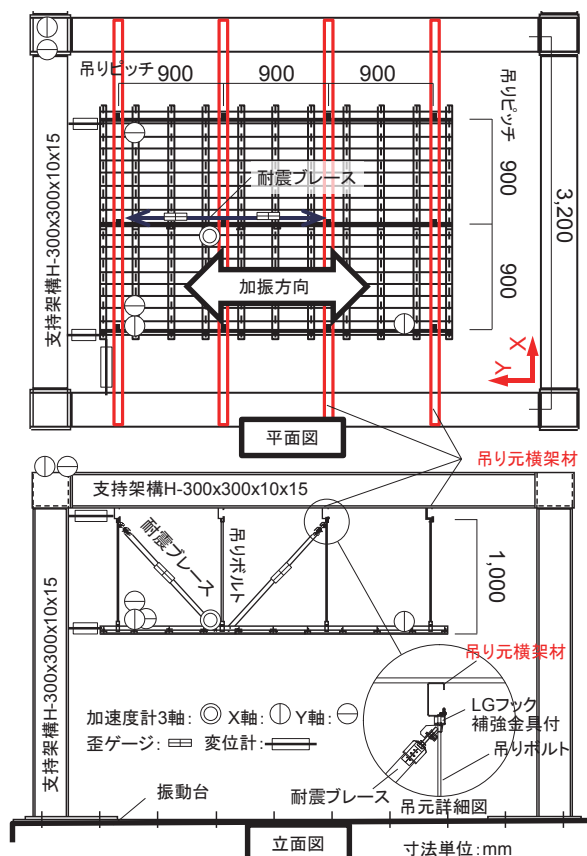 吊りピッチ
900
900
900
吊りピッチ
900
900
3,200
支持架構H-300x300x10x15
耐震ブレース
加振方向
X
Y
平面図
吊り元横架材
支持架構H-300x300x10x15
支持架構H-300x300x10x15
耐震ブレース
吊りボルト
1,000
吊り元横架材
LGフック
補強金具付
吊りボルト
耐震ブレース
吊元詳細図
加速度計3軸: X軸: Y軸:
歪ゲージ: 変位計:
振動台
立面図
寸法単位:mm